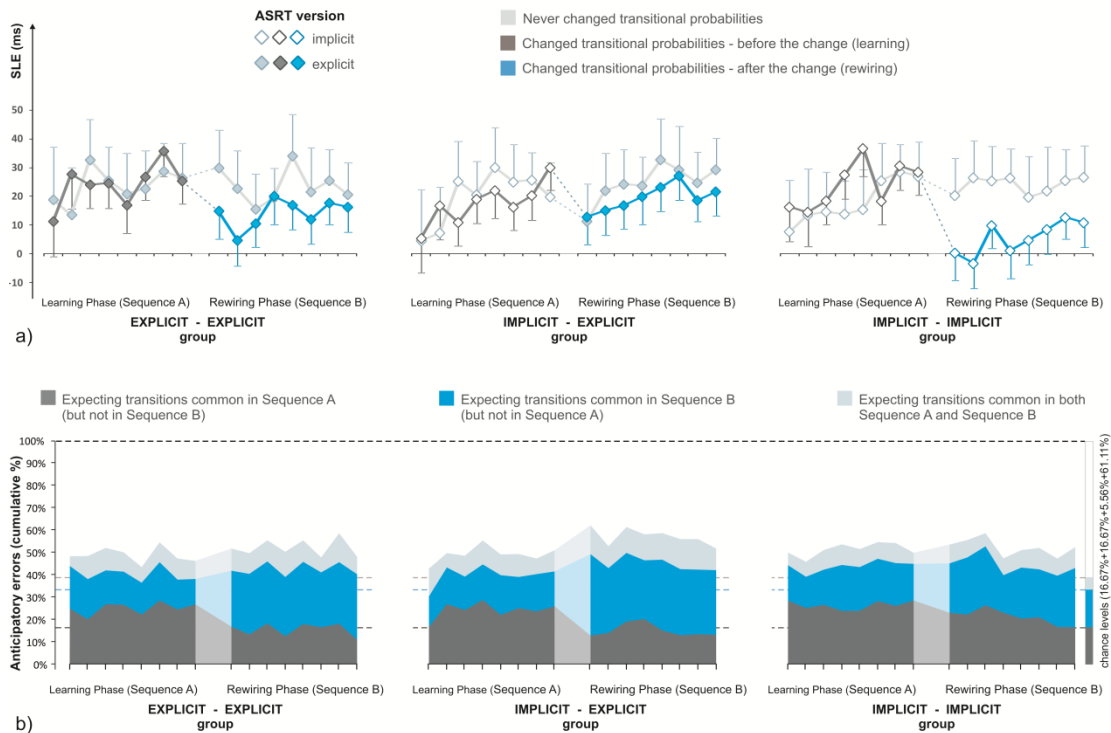 ASRT version
implicit
explicit
Never changed transitional probabilities
Changed transitional probabilities - before the change (learning)
Changed transitional probabilities - after the change (rewiring)
SLE (ms)
50
40
30
20
10
0
-10
Learning Phase (Sequence A) Rewiring Phase (Sequence B)
EXPLICIT - EXPLICIT
group
Learning Phase (Sequence A) Rewiring Phase (Sequence B)
IMPLICIT - EXPLICIT
group
Learning Phase (Sequence A) Rewiring Phase (Sequence B)
IMPLICIT - IMPLICIT
group
a)
Expecting transitions common in Sequence A
(but not in Sequence B)
Expecting transitions common in Sequence B
(but not in Sequence A)
Expecting transitions common in both
Sequence A and Sequence B
Anticipatory errors (cumulative %)
100%
90%
80%
70%
60%
50%
40%
30%
20%
10%
0%
chance levels (16.67%+16.67%+5.56%+61.11%)
Learning Phase (Sequence A) Rewiring Phase (Sequence B)
EXPLICIT - EXPLICIT
group
Learning Phase (Sequence A) Rewiring Phase (Sequence B)
IMPLICIT - EXPLICIT
group
Learning Phase (Sequence A) Rewiring Phase (Sequence B)
IMPLICIT - IMPLICIT
group
b)